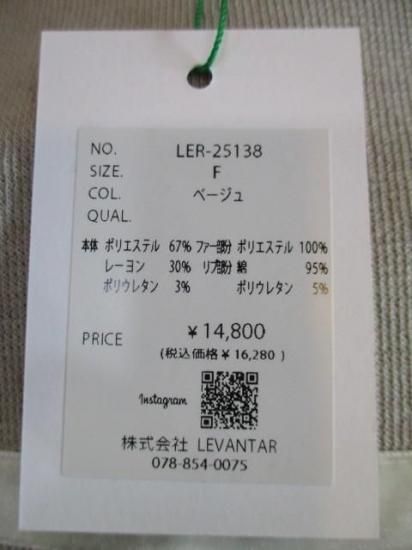 NO. LER-25138
SIZE. F
COL. ベージュ
QUAL.
本体 ポリエステル 67% ファー部分 ポリエステル 100%
レーヨン 30% リブ部分 綿 95%
ポリウレタン 3% ポリウレタン 5%
PRICE ¥14,800
(税込価格¥16,280)
Instagram
株式会社 LEVANTAR
078-854-0075